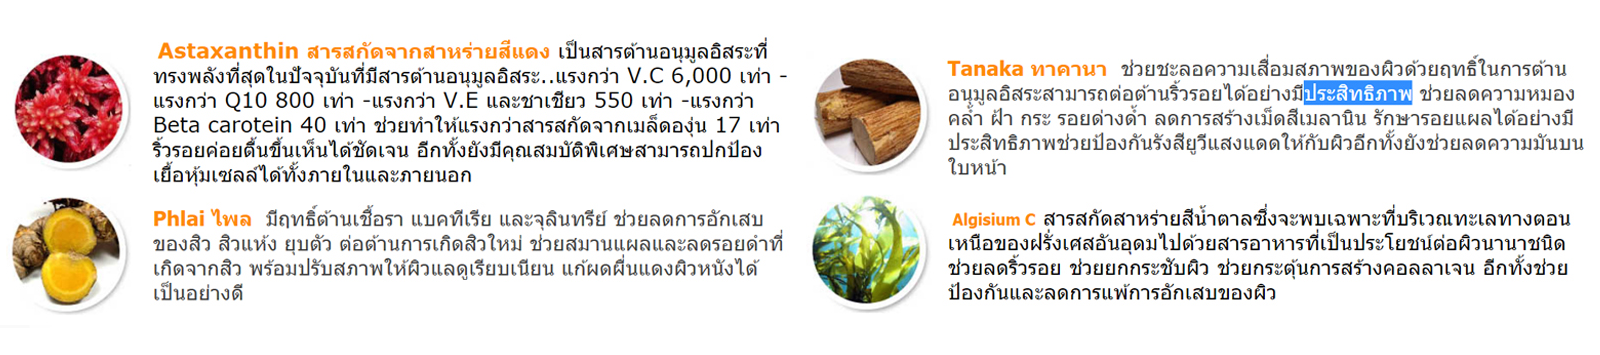 Astaxanthin สารสกัดจากสาหร่ายสีแดง เป็นสารต้านอนุมูลอิสระที่
ทรงพลังที่สุดในปัจจุบันที่มีสารต้านอนุมูลอิสระ..แรงกว่า V.C 6,000 เท่า -
แรงกว่า Q10 800 เท่า -แรงกว่า V.E และชาเขียว 550 เท่า -แรงกว่า
Beta carotein 40 เท่า ช่วยทำให้แรงกว่าสารสกัดจากเมล็ดองุ่น 17 เท่า
ริ้วรอยค่อยตื้นขึ้นเห็นได้ชัดเจน อีกทั้งยังมีคุณสมบัติพิเศษสามารถปกป้อง
เยื้อหุ้มเซลล์ได้ทั้งภายในและภายนอก
Phlai ไพล มีฤทธิ์ต้านเชื้อรา แบคทีเรีย และจุลินทรีย์ ช่วยลดการอักเสบ
ของสิว สิวแห้ง ยุบตัว ต่อต้านการเกิดสิวใหม่ ช่วยสมานแผลและลดรอยดำที่
เกิดจากสิว พร้อมปรับสภาพให้ผิวแลดูเรียบเนียน แก้ผดผื่นแดงผิวหนังได้
เป็นอย่างดี
Tanaka ทาคานา ช่วยชะลอความเสื่อมสภาพของผิวด้วยฤทธิ์ในการต้าน
อนุมูลอิสระสามารถต่อต้านริ้วรอยได้อย่างมีประสิทธิภาพ ช่วยลดความหมอง
คล้ำ ฝ้า กระ รอยด่างดำ ลดการสร้างเม็ดสีเมลานิน รักษารอยแผลได้อย่างมี
ประสิทธิภาพช่วยป้องกันรังสียูวีแสงแดดให้กับผิวอีกทั้งยังช่วยลดความมันบน
ใบหน้า
Algisium C สารสกัดสาหร่ายสีน้ำตาลซึ่งจะพบเฉพาะที่บริเวณทะเลทางตอน
เหนือของฝรั่งเศสอันอุดมไปด้วยสารอาหารที่เป็นประโยชน์ต่อผิวนานาชนิด
ช่วยลดริ้วรอย ช่วยยกกระชับผิว ช่วยกระตุ้นการสร้างคอลลาเจน อีกทั้งช่วย
ป้องกันและลดการแพ้การอักเสบของผิว